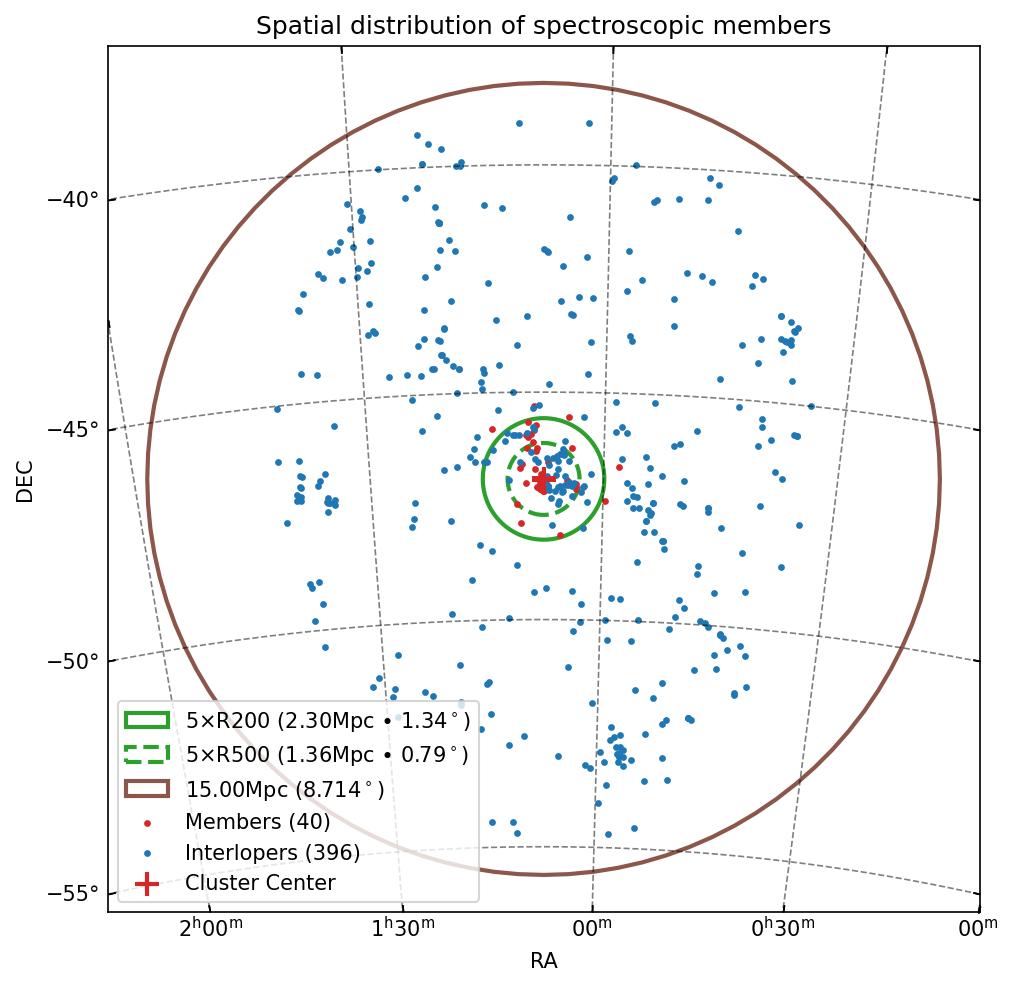 Spatial distribution of spectroscopic members
−40°
−45°
−50°
−55°
DEC
5×R200 (2.30Mpc • 1.34°)
5×R500 (1.36Mpc • 0.79°)
15.00Mpc (8.714°)
Members (40)
Interlopers (396)
Cluster Center
2ʰ00ᵐ 1ʰ30ᵐ 00ᵐ 0ʰ30ᵐ 00ᵐ
RA